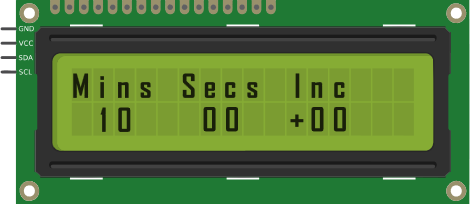 GND
VCC
SDA
SCL
Mins Secs Inc
10 00 +00